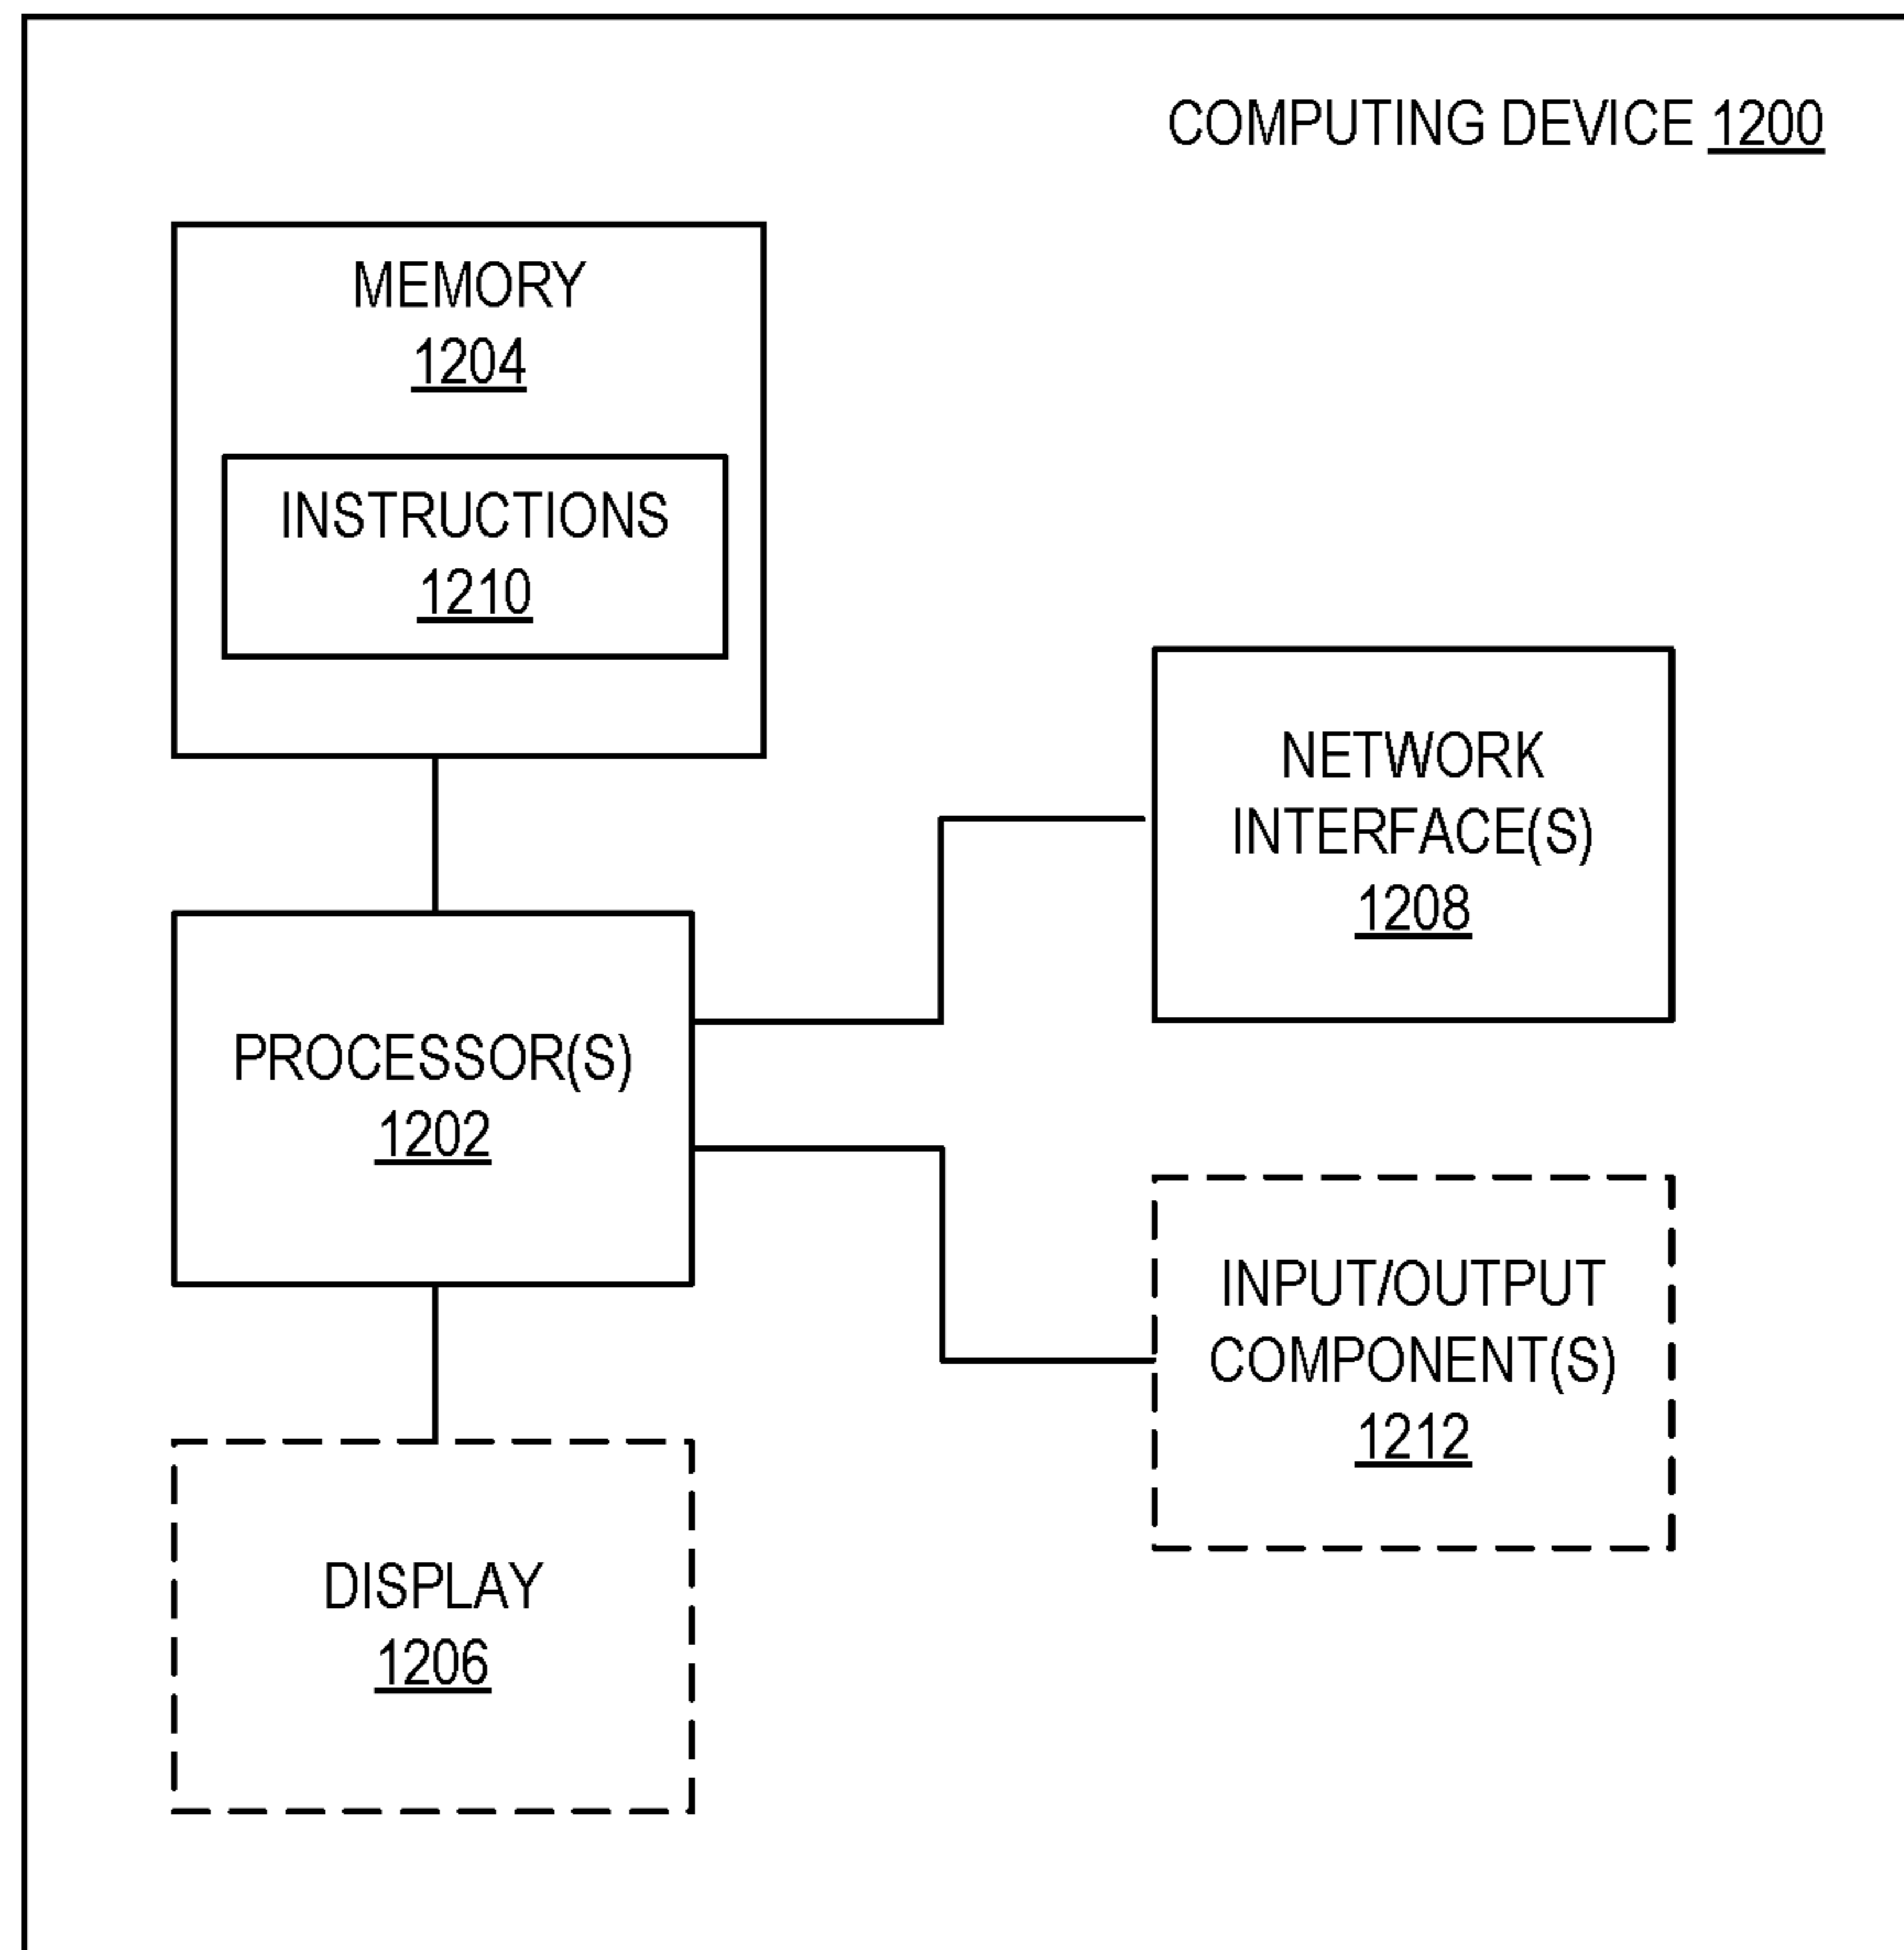 COMPUTING DEVICE 1200
MEMORY
1204
INSTRUCTIONS
1210
NETWORK
INTERFACE(S)
1208
PROCESSOR(S)
1202
INPUT/OUTPUT
COMPONENT(S)
1212
DISPLAY
1206